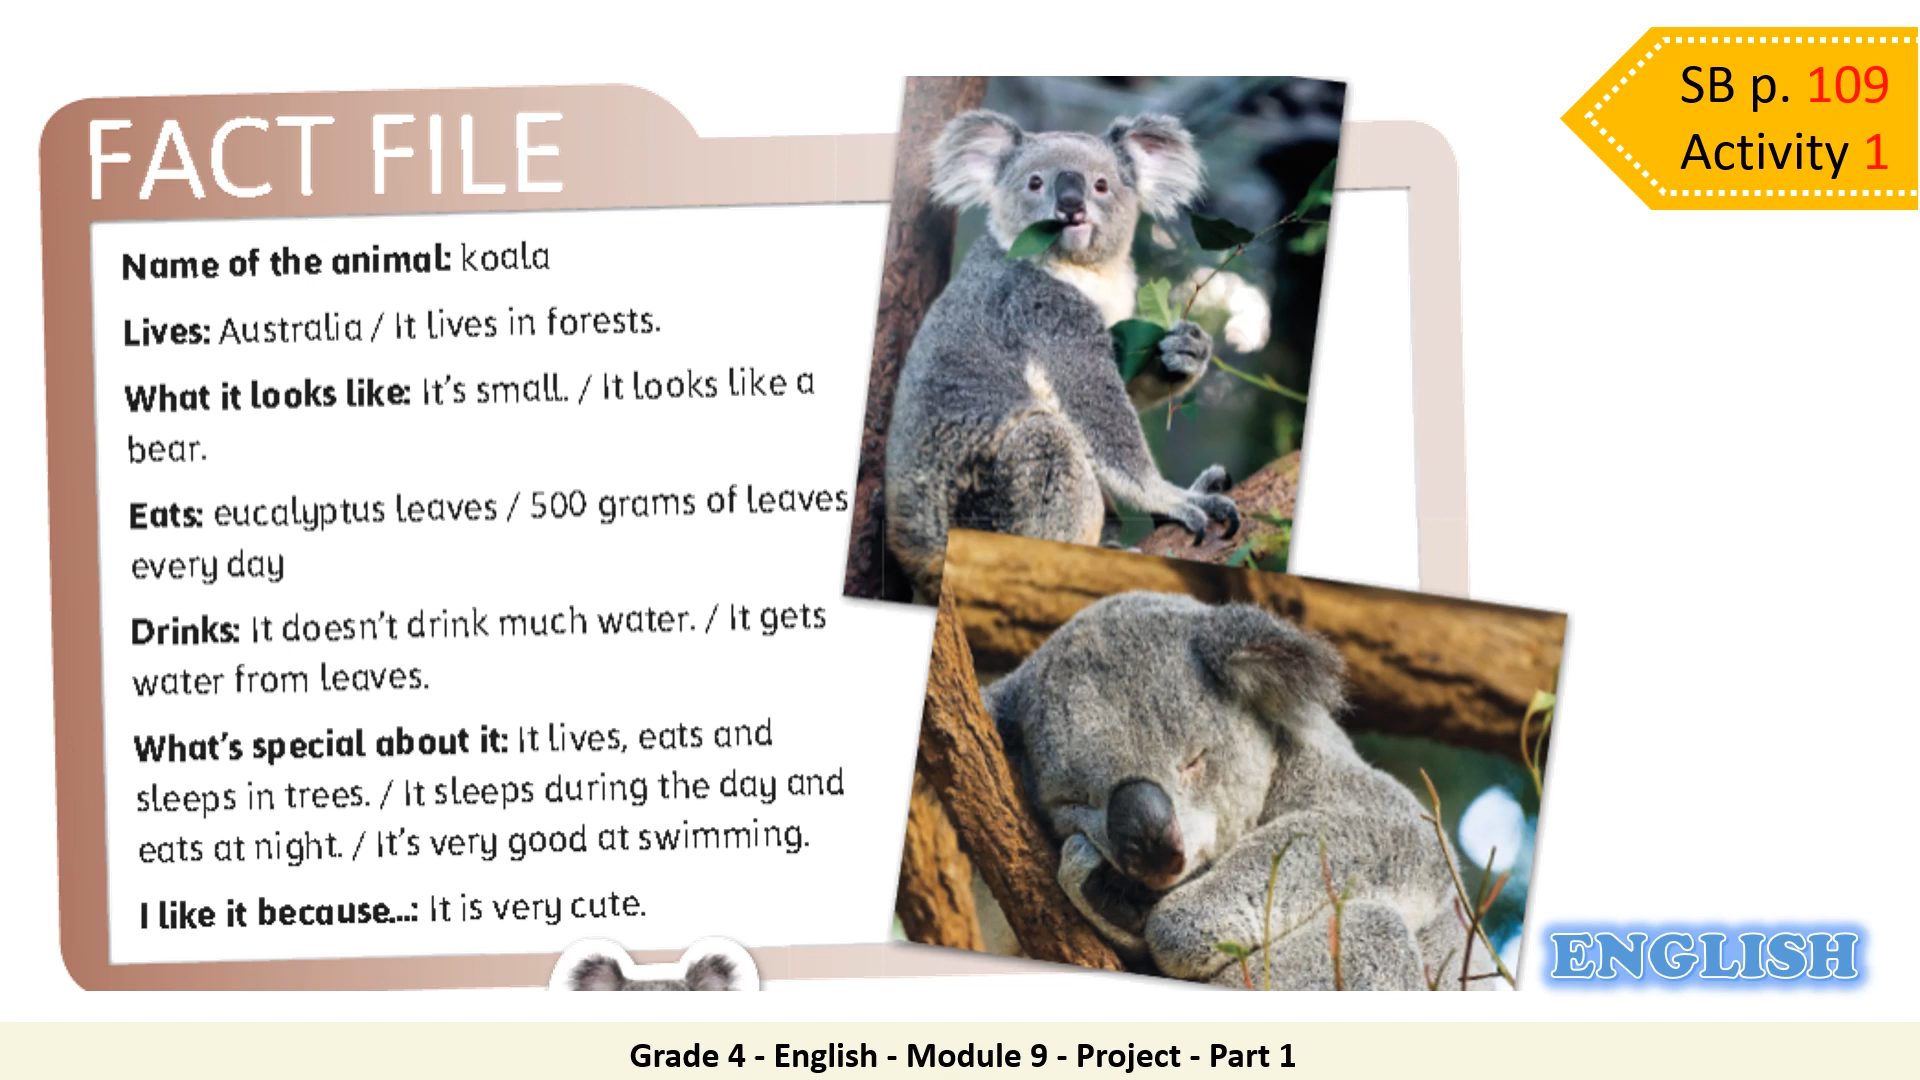 SB p. 109
Activity 1
FACT FILE
Name of the animal: koala
Lives: Australia / It lives in forests.
What it looks like: It's small. / It looks like a
bear.
Eats: eucalyptus leaves / 500 grams of leaves
every day
Drinks: It doesn't drink much water. / It gets
water from leaves.
What's special about it: It lives, eats and
sleeps in trees. / It sleeps during the day and
eats at night. / It's very good at swimming.
I like it because...: It is very cute.
ENGLISH
Grade 4 - English - Module 9 - Project - Part 1